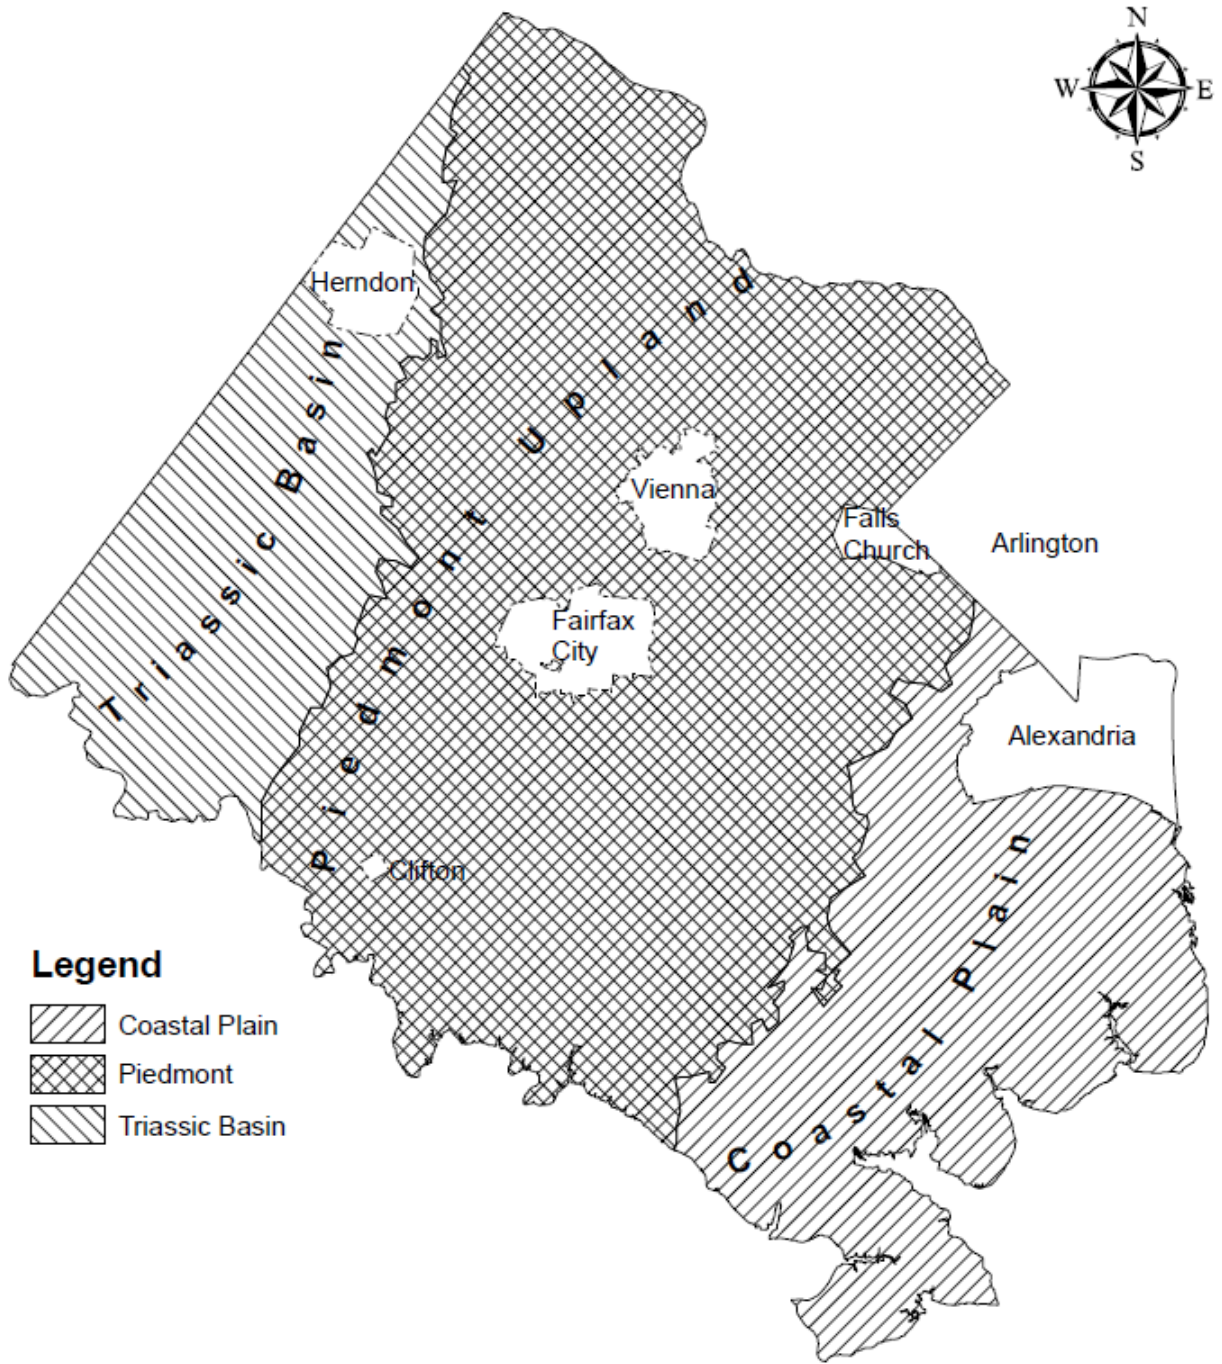 N
W
E
S
Herndon
Triassic Basin
Piedmont Upland
Vienna
Falls
Church
Arlington
Fairfax
City
Alexandria
Clifton
Coastal Plain
Legend
Coastal Plain
Piedmont
Triassic Basin